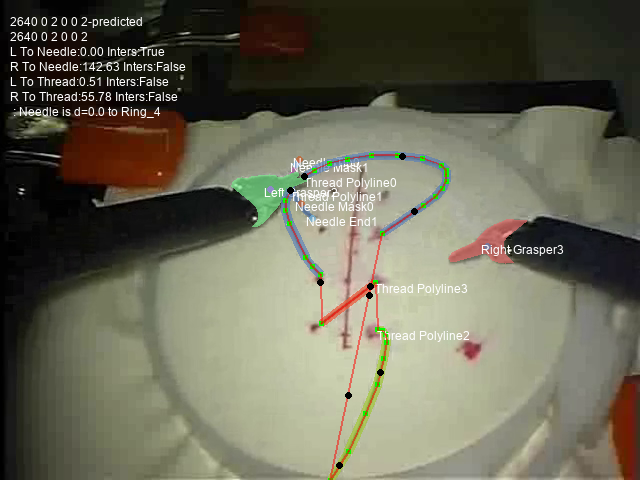 2640 0 2 0 0 2-predicted
2640 0 2 0 0 2
L To Needle:0.00 Inters:True
R To Needle:142.63 Inters:False
L To Thread:0.51 Inters:False
R To Thread:55.78 Inters:False
: Needle is d=0.0 to Ring_4
Needle Mask1
Thread Polyline0
Left Grasper2
Thread Polyline1
Needle Mask0
Needle End1
Right Grasper3
Thread Polyline3
Thread Polyline2